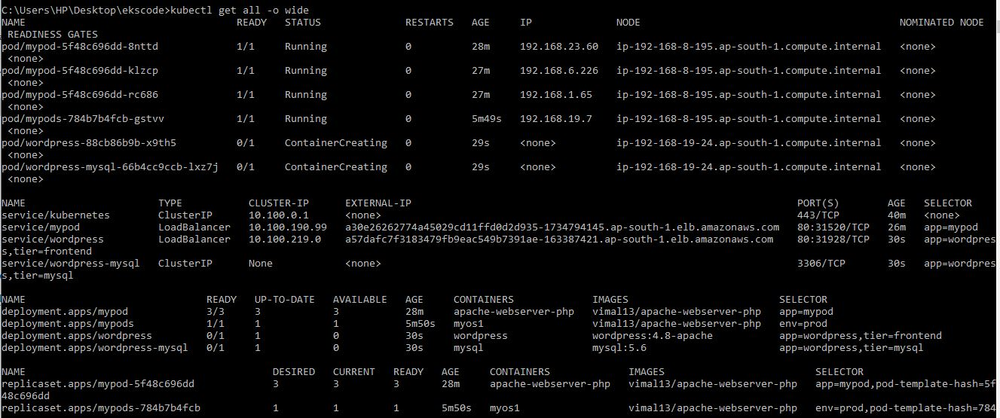 C:\Users\HP\Desktop\ekscode>kubectl get all -o wide
NAME READY STATUS RESTARTS AGE IP NODE NOMINATED NODE
READINESS GATES
pod/mypod-5f48c696dd-8nttd 1/1 Running 0 28m 192.168.23.60 ip-192-168-8-195.ap-south-1.compute.internal <none>
<none>
pod/mypod-5f48c696dd-klzcp 1/1 Running 0 27m 192.168.6.226 ip-192-168-8-195.ap-south-1.compute.internal <none>
<none>
pod/mypod-5f48c696dd-rc686 1/1 Running 0 27m 192.168.1.65 ip-192-168-8-195.ap-south-1.compute.internal <none>
<none>
pod/mypods-784b7b4fcb-gstvv 1/1 Running 0 5m49s 192.168.19.7 ip-192-168-8-195.ap-south-1.compute.internal <none>
<none>
pod/wordpress-88cb86b9b-x9th5 0/1 ContainerCreating 0 29s <none> ip-192-168-19-24.ap-south-1.compute.internal <none>
<none>
pod/wordpress-mysql-66b4cc9ccb-lxz7j 0/1 ContainerCreating 0 29s <none> ip-192-168-19-24.ap-south-1.compute.internal <none>
<none>
NAME TYPE CLUSTER-IP EXTERNAL-IP PORT(S) AGE SELECTOR
service/kubernetes ClusterIP 10.100.0.1 <none> 443/TCP 40m <none>
service/mypod LoadBalancer 10.100.190.99 a30e26262774a45029cd11ffd0d2d935-1734794145.ap-south-1.elb.amazonaws.com 80:31520/TCP 26m app=mypod
service/wordpress LoadBalancer 10.100.219.0 a57dafc7f3183479fb9eac549b7391ae-163387421.ap-south-1.elb.amazonaws.com 80:31928/TCP 30s app=wordpres
s,tier=frontend
service/wordpress-mysql ClusterIP None <none> 3306/TCP 30s app=wordpres
s,tier=mysql
NAME READY UP-TO-DATE AVAILABLE AGE CONTAINERS IMAGES SELECTOR
deployment.apps/mypod 3/3 3 3 28m apache-webserver-php vimal13/apache-webserver-php app=mypod
deployment.apps/mypods 1/1 1 1 5m50s myos1 vimal13/apache-webserver-php env=prod
deployment.apps/wordpress 0/1 1 0 30s wordpress wordpress:4.8-apache app=wordpress,tier=frontend
deployment.apps/wordpress-mysql 0/1 1 0 30s mysql mysql:5.6 app=wordpress,tier=mysql
NAME DESIRED CURRENT READY AGE CONTAINERS IMAGES SELECTOR
replicaset.apps/mypod-5f48c696dd 3 3 3 28m apache-webserver-php vimal13/apache-webserver-php app=mypod,pod-template-hash=5f
48c696dd
replicaset.apps/mypods-784b7b4fcb 1 1 1 5m50s myos1 vimal13/apache-webserver-php env=prod,pod-template-hash=784